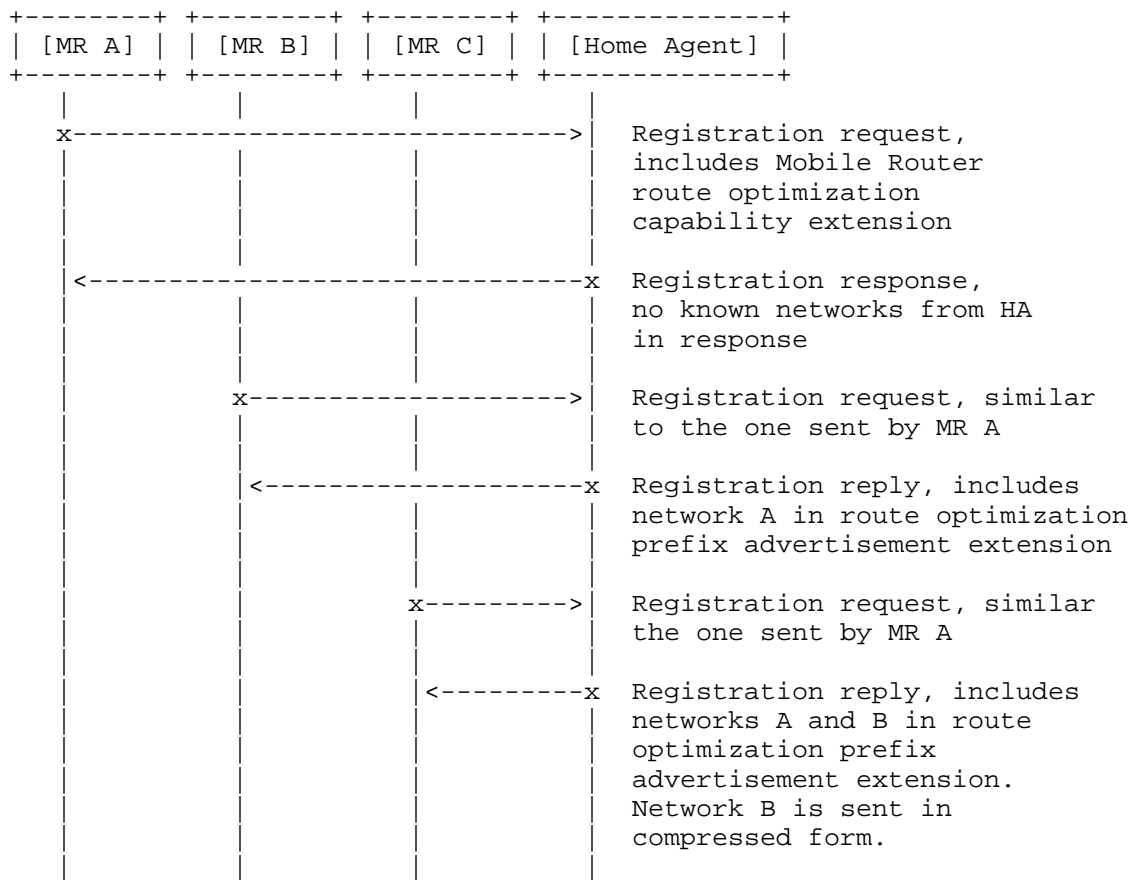 [MR A] [MR B] [MR C] [Home Agent]
Registration request,
includes Mobile Router
route optimization
capability extension
Registration response,
no known networks from HA
in response
Registration request, similar
to the one sent by MR A
Registration reply, includes
network A in route optimization
prefix advertisement extension
Registration request, similar
the one sent by MR A
Registration reply, includes
networks A and B in route
optimization prefix
advertisement extension.
Network B is sent in
compressed form.